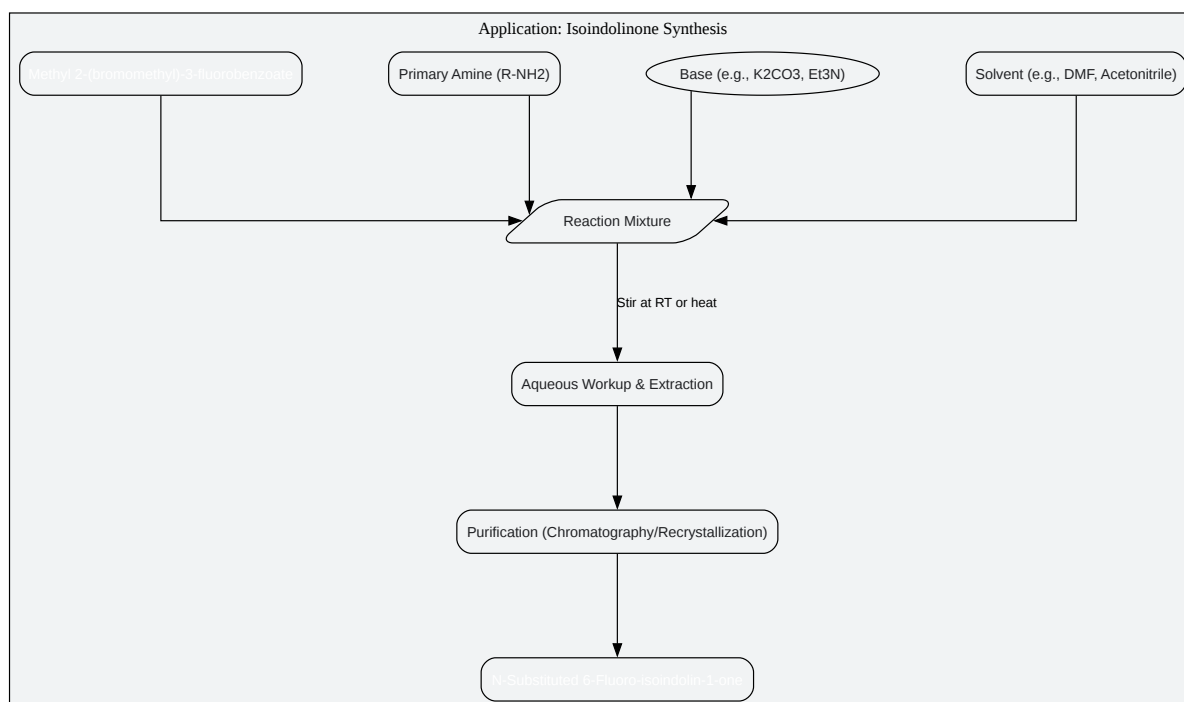 Application: Isoindolinone Synthesis
Methyl 2-(bromomethyl)-3-fluorobenzoate
Primary Amine (R-NH2)
Base (e.g., K2CO3, Et3N)
Solvent (e.g., DMF, Acetonitrile)
Reaction Mixture
Stir at RT or heat
Aqueous Workup & Extraction
Purification (Chromatography/Recrystallization)
N-Substituted 6-Fluoro-isoindolin-1-one